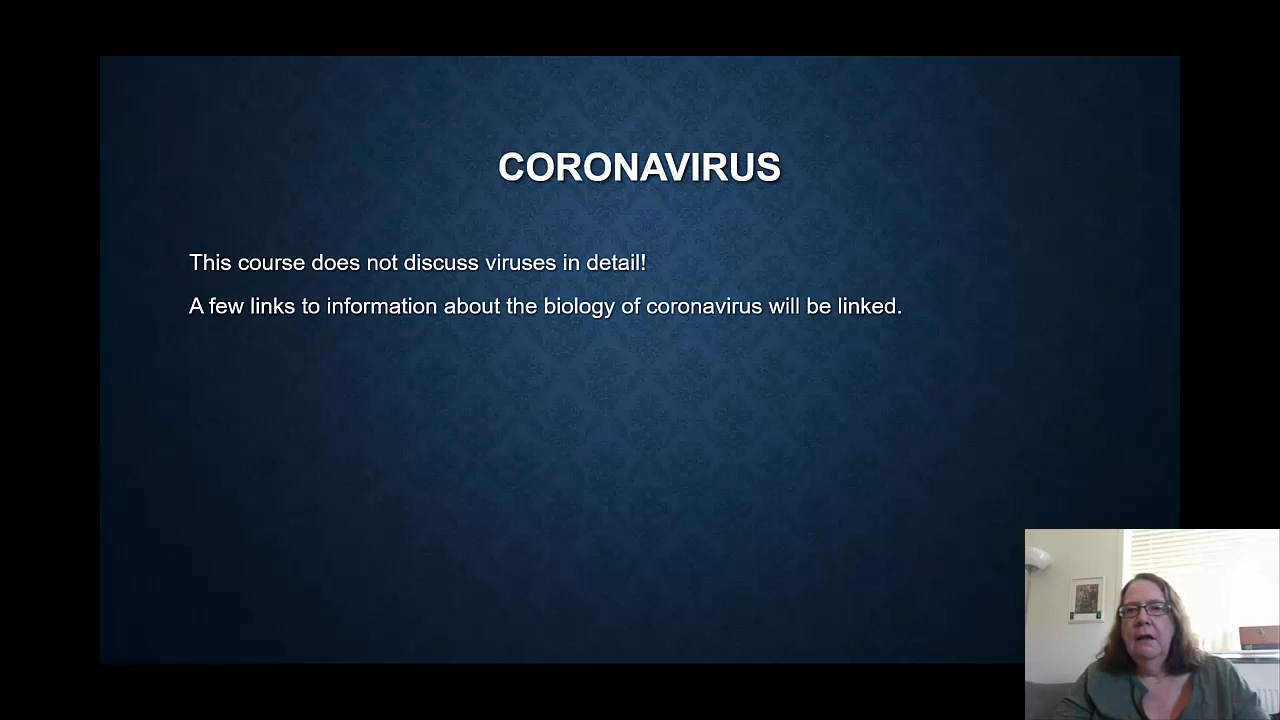 CORONAVIRUS
This course does not discuss viruses in detail!
A few links to information about the biology of coronavirus will be linked.